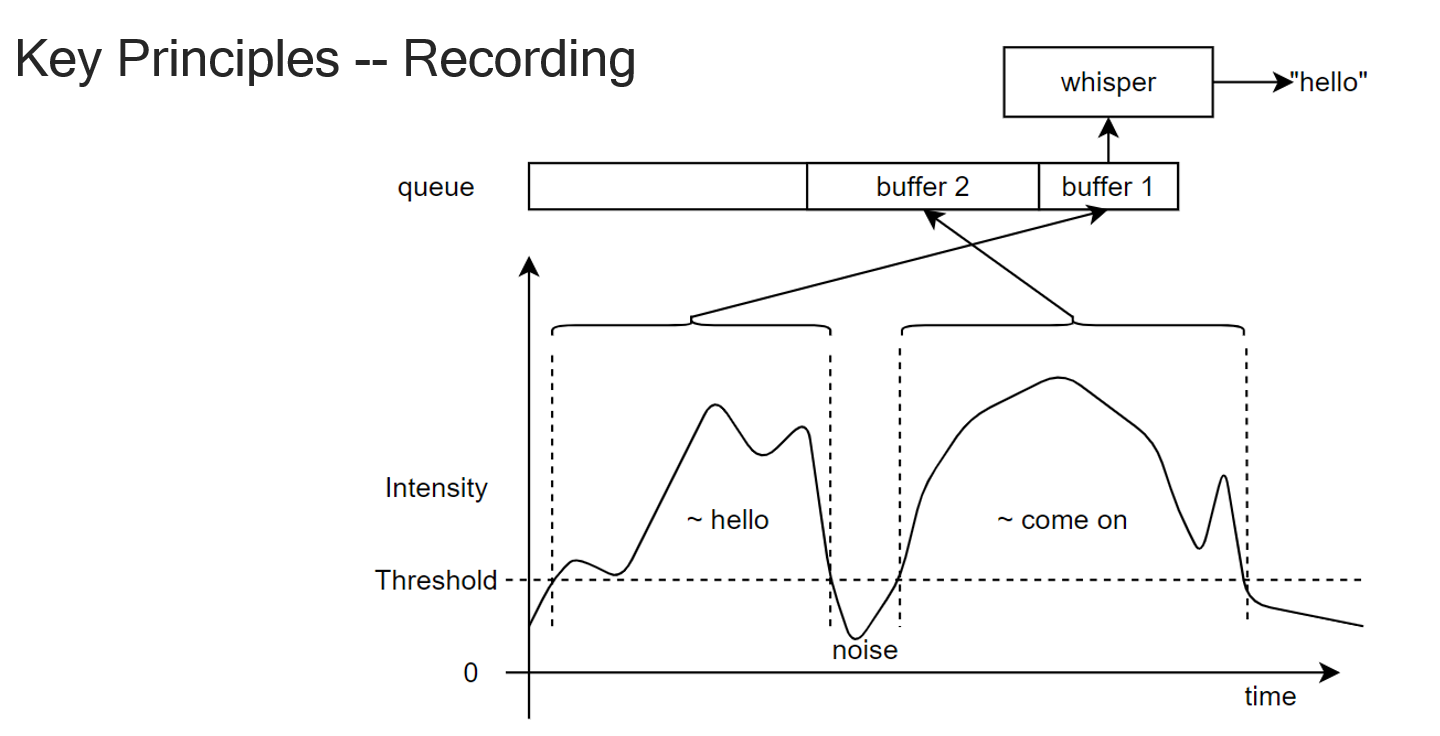 Key Principles -- Recording
whisper
"hello"
queue
buffer 2
buffer 1
Intensity
~ hello
~ come on
Threshold
noise
0
time